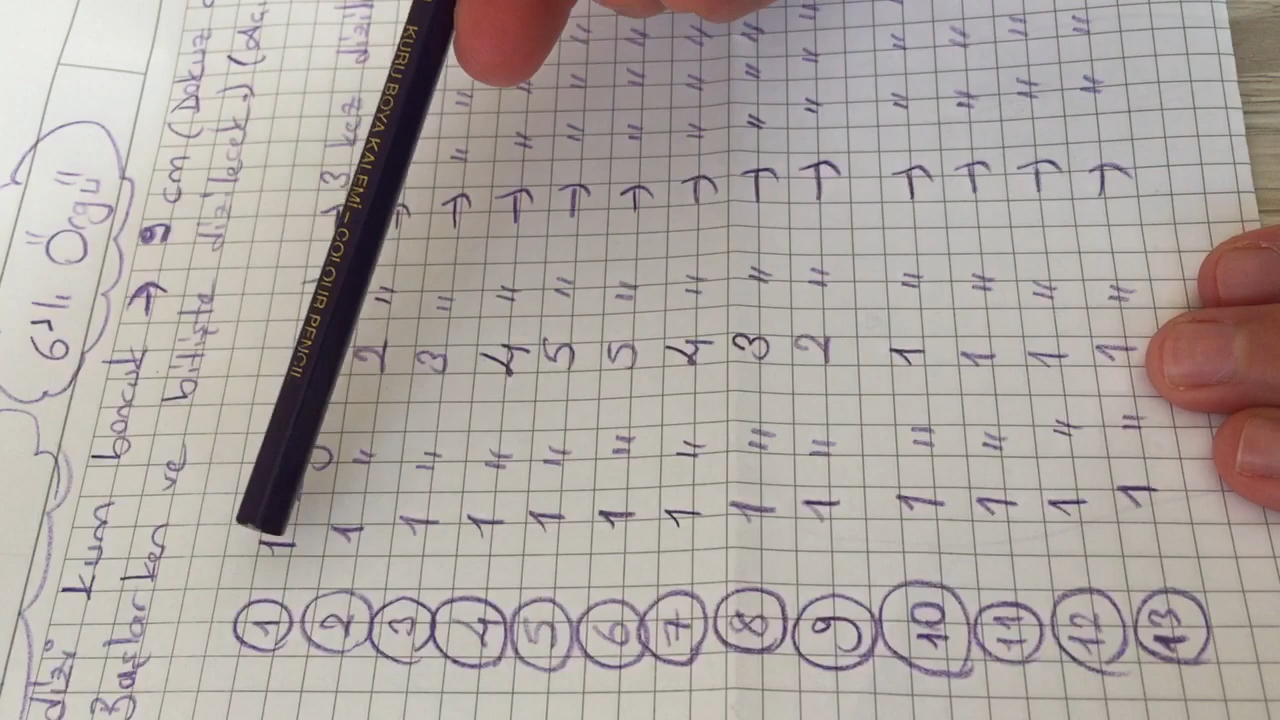 6'lı Örgü
dizi kum boncuk → 9 cm (Dokuz
Başlarken ve bitişte dizilecek.)
① 1 → 3 kez
② 1 " 2 " →
③ 1 " 3 " → " "
④ 1 " 4 " → " "
⑤ 1 " 5 " → " " "
⑥ 1 " 5 " → " " "
⑦ 1 " 4 " → " " "
⑧ 1 " 3 " → " " "
⑨ 1 " 2 " → " " "
⑩ 1 " 1 " → " "
⑪ 1 " 1 " → " "
⑫ 1 " 1 " → " "
⑬ 1 " 1 " → " "
KURU BOYA KALEMİ – COLOUR PENCIL